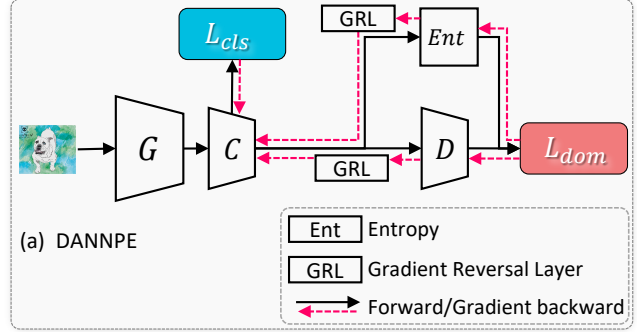 GRL
L_cls
Ent
G
C
D
GRL
L_dom
(a) DANNPE
Ent Entropy
GRL Gradient Reversal Layer
Forward/Gradient backward